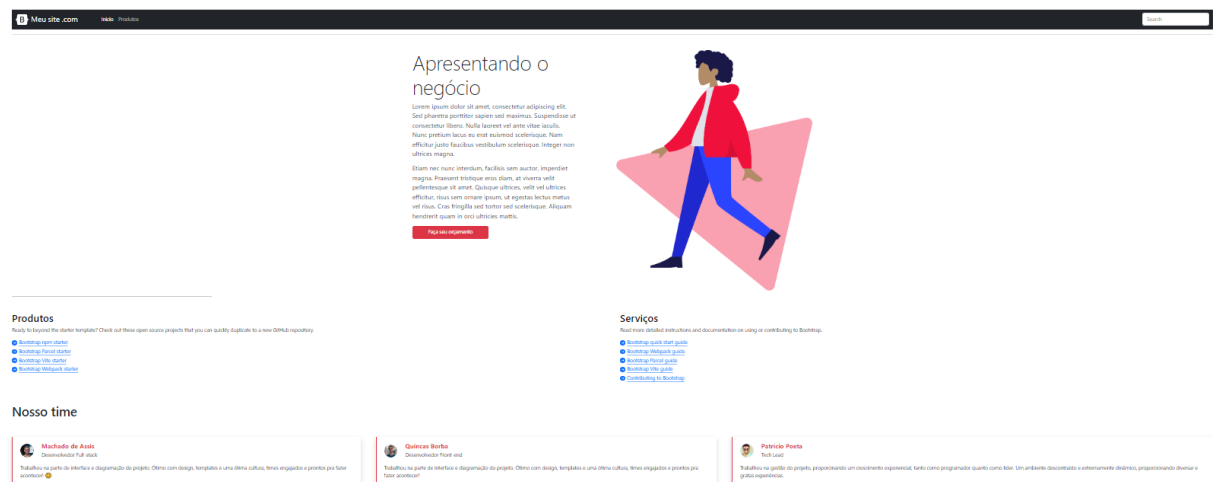 B Meu site .com Início Produtos Search
Apresentando o
negócio
Lorem ipsum dolor sit amet, consectetur adipiscing elit.
Sed pharetra porttitor sapien sed maximus. Suspendisse ut
consectetur libero. Nulla laoreet vel ante vitae iaculis.
Nunc pretium lacus eu erat euismod scelerisque. Nam
efficitur justo faucibus vestibulum scelerisque. Integer non
ultrices magna.
Etiam nec nunc interdum, facilisis sem auctor, imperdiet
magna. Praesent tristique eros diam, at viverra velit
pellentesque sit amet. Quisque ultrices, velit vel ultrices
efficitur, risus sem ornare ipsum, ut egestas lectus metus
vel risus. Cras fringilla sed tortor sed scelerisque. Aliquam
hendrerit quam in orci ultricies mattis.
Faça seu orçamento
Produtos
Ready to beyond the starter template? Check out these open source projects that you can quickly duplicate to a new GitHub repository.
Bootstrap npm starter
Bootstrap Parcel starter
Bootstrap Vite starter
Bootstrap Webpack starter
Serviços
Read more detailed instructions and documentation on using or contributing to Bootstrap.
Bootstrap quick start guide
Bootstrap Webpack guide
Bootstrap Parcel guide
Bootstrap Vite guide
Contributing to Bootstrap
Nosso time
Machado de Assis
Desenvolvedor Full stack
Trabalhou na parte de interface e diagramação do projeto. Ótimo com design, templates e uma ótima cultura, times engajados e prontos pra fazer
acontecer! 😄
Quincas Borba
Desenvolvedor Front-end
Trabalhou na parte de interface e diagramação do projeto. Ótimo com design, templates e uma ótima cultura, times engajados e prontos pra
fazer acontecer!
Patricio Poeta
Tech Lead
Trabalhou na gestão do projeto, proporcionando um crescimento exponencial, tanto como programador quanto como líder. Um ambiente descontraído e extremamente dinâmico, proporcionando diversar e
gratas experiências.